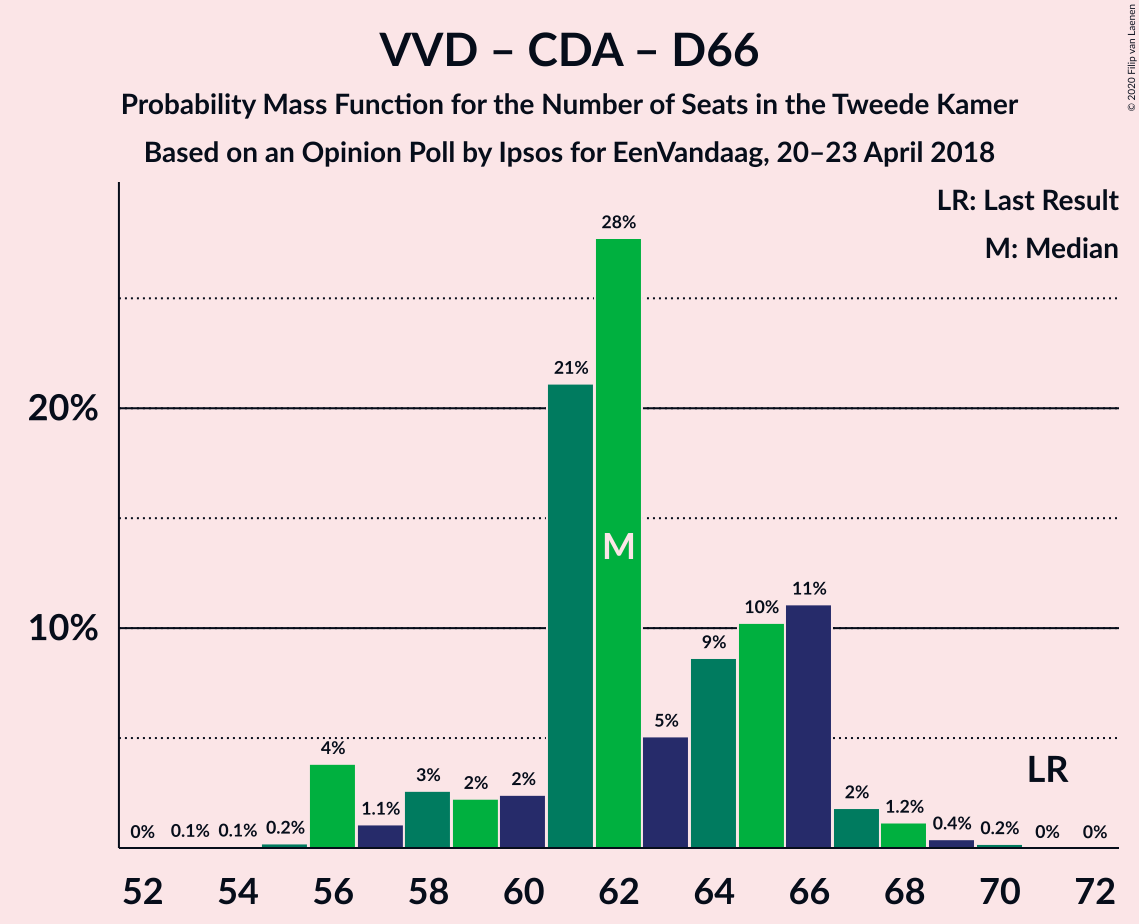 VVD – CDA – D66
Probability Mass Function for the Number of Seats in the Tweede Kamer
Based on an Opinion Poll by Ipsos for EenVandaag, 20–23 April 2018
© 2020 Filip van Laenen
LR: Last Result
M: Median
28%
21%
20%
M
11%
10%
10%
9%
5%
4%
LR
3%
2%
2%
2%
1.1%
1.2%
0%
0.1%
0.1%
0.2%
0.4%
0.2%
0%
0%
52 54 56 58 60 62 64 66 68 70 72